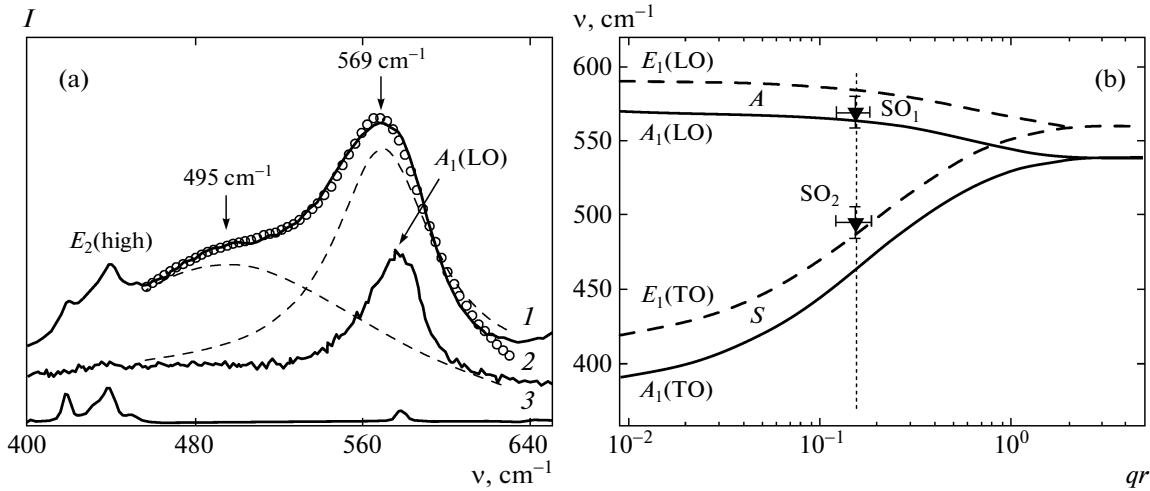 I
(a)
569 cm⁻¹
A₁(LO)
495 cm⁻¹
E₂(high)
1
2
3
400 480 560 640
ν, cm⁻¹
ν, cm⁻¹
600
550
500
450
400
(b)
E₁(LO)
A
SO₁
A₁(LO)
SO₂
E₁(TO)
S
A₁(TO)
10⁻² 10⁻¹ 10⁰
qr